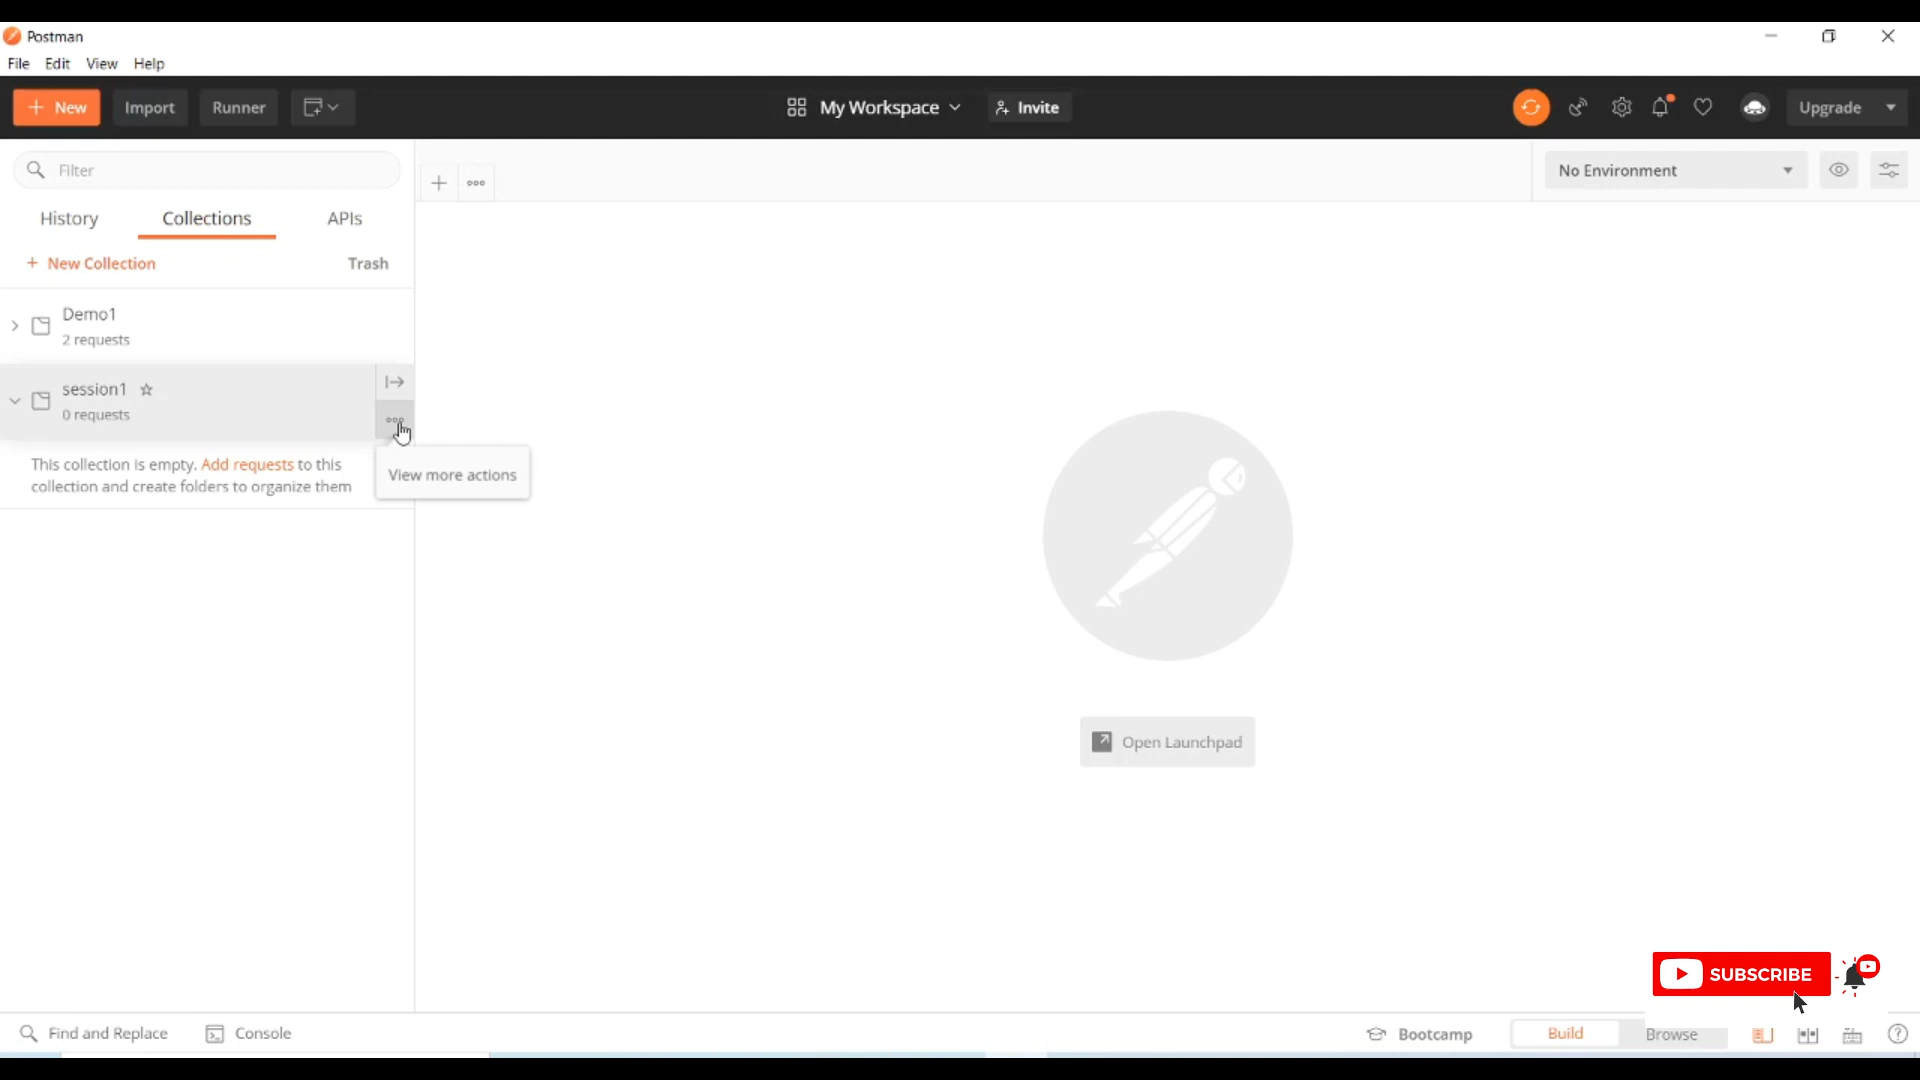 Postman
File Edit View Help
New Import Runner My Workspace Invite Upgrade
Filter
No Environment
History Collections APIs
+ New Collection Trash
Demo1
2 requests
session1
0 requests
This collection is empty. Add requests to this
collection and create folders to organize them
View more actions
Open Launchpad
SUBSCRIBE
Find and Replace Console Bootcamp Build Browse